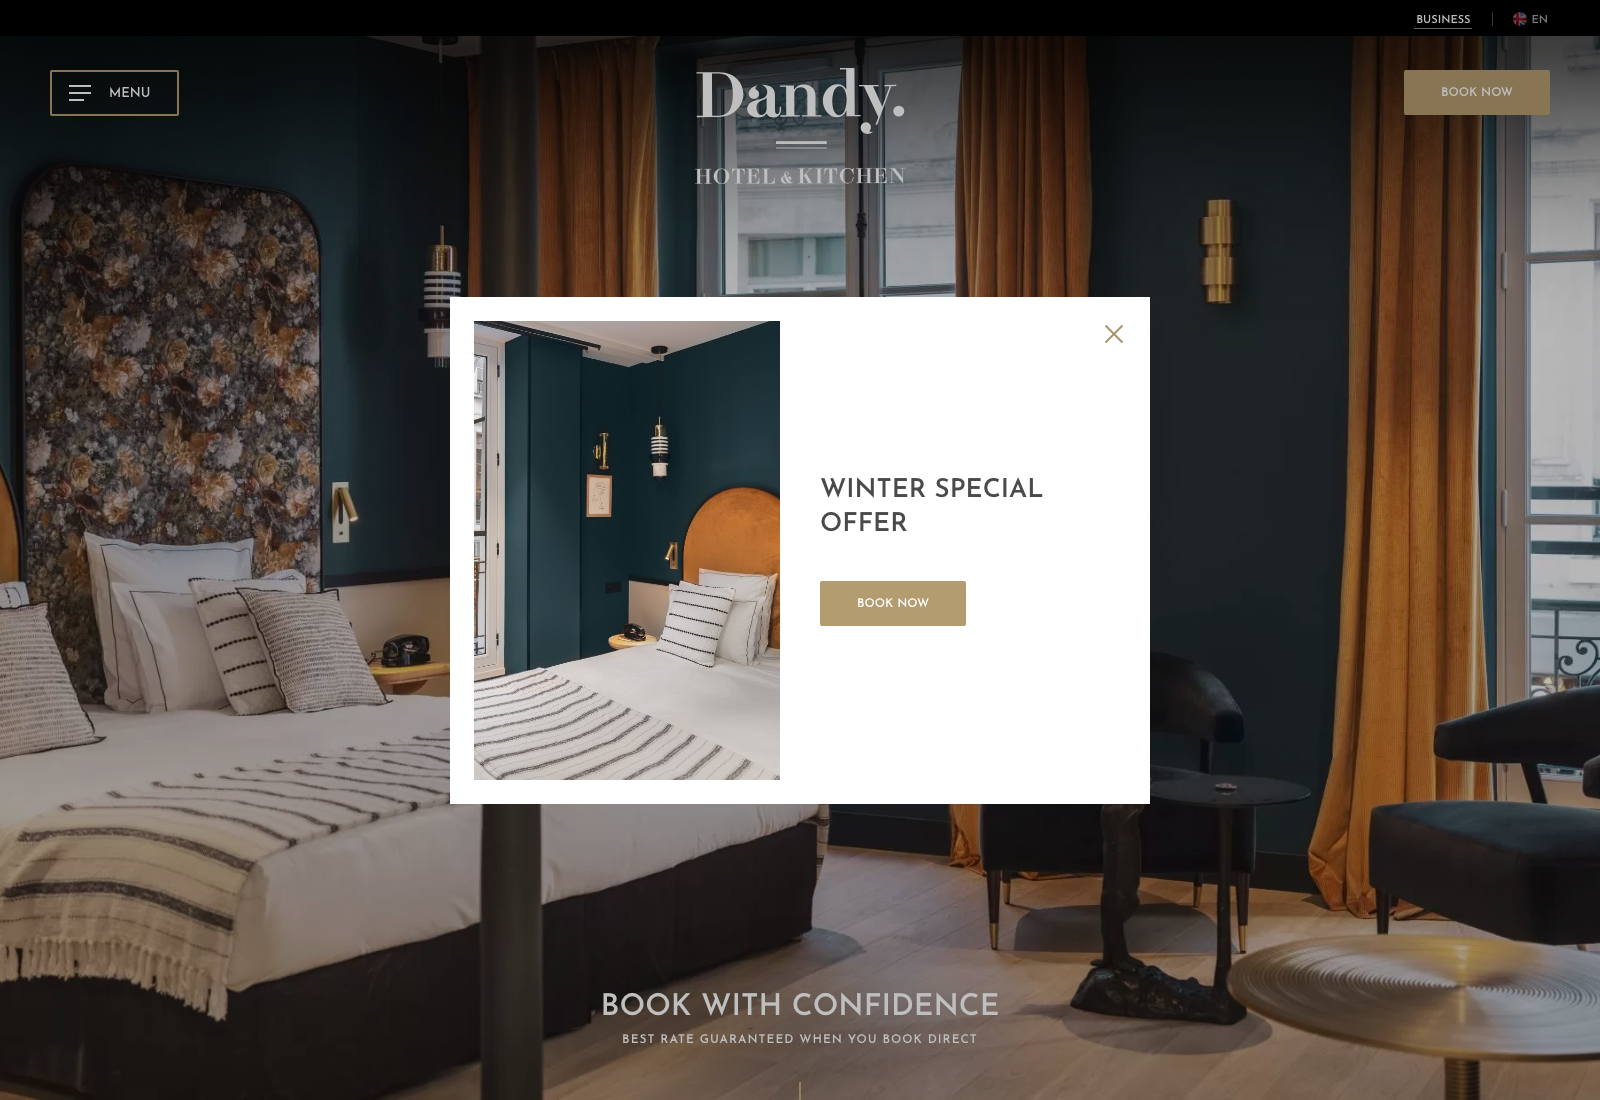 BUSINESS
EN
MENU
Dandy.
HOTEL & KITCHEN
BOOK NOW
WINTER SPECIAL
OFFER
BOOK NOW
BOOK WITH CONFIDENCE
BEST RATE GUARANTEED WHEN YOU BOOK DIRECT